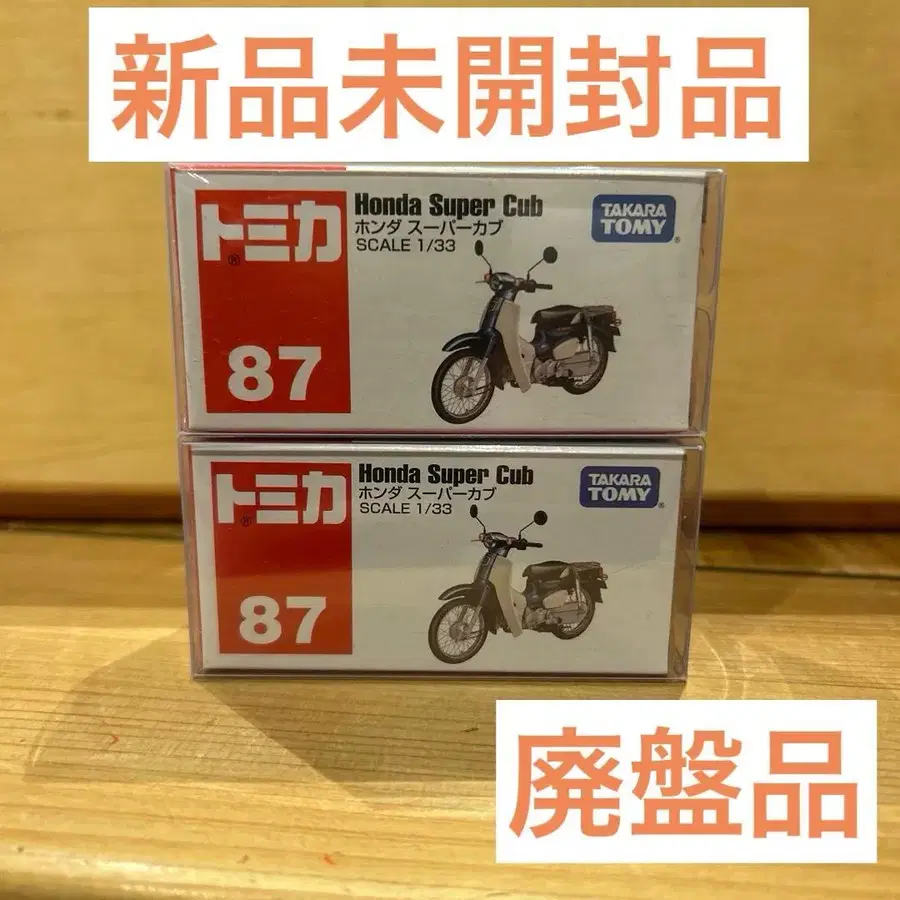 新品未開封品
トミカ®
Honda Super Cub
ホンダ スーパーカブ
SCALE 1/33
TAKARA
TOMY®
87
トミカ®
Honda Super Cub
ホンダ スーパーカブ
SCALE 1/33
TAKARA
TOMY®
87
廃盤品